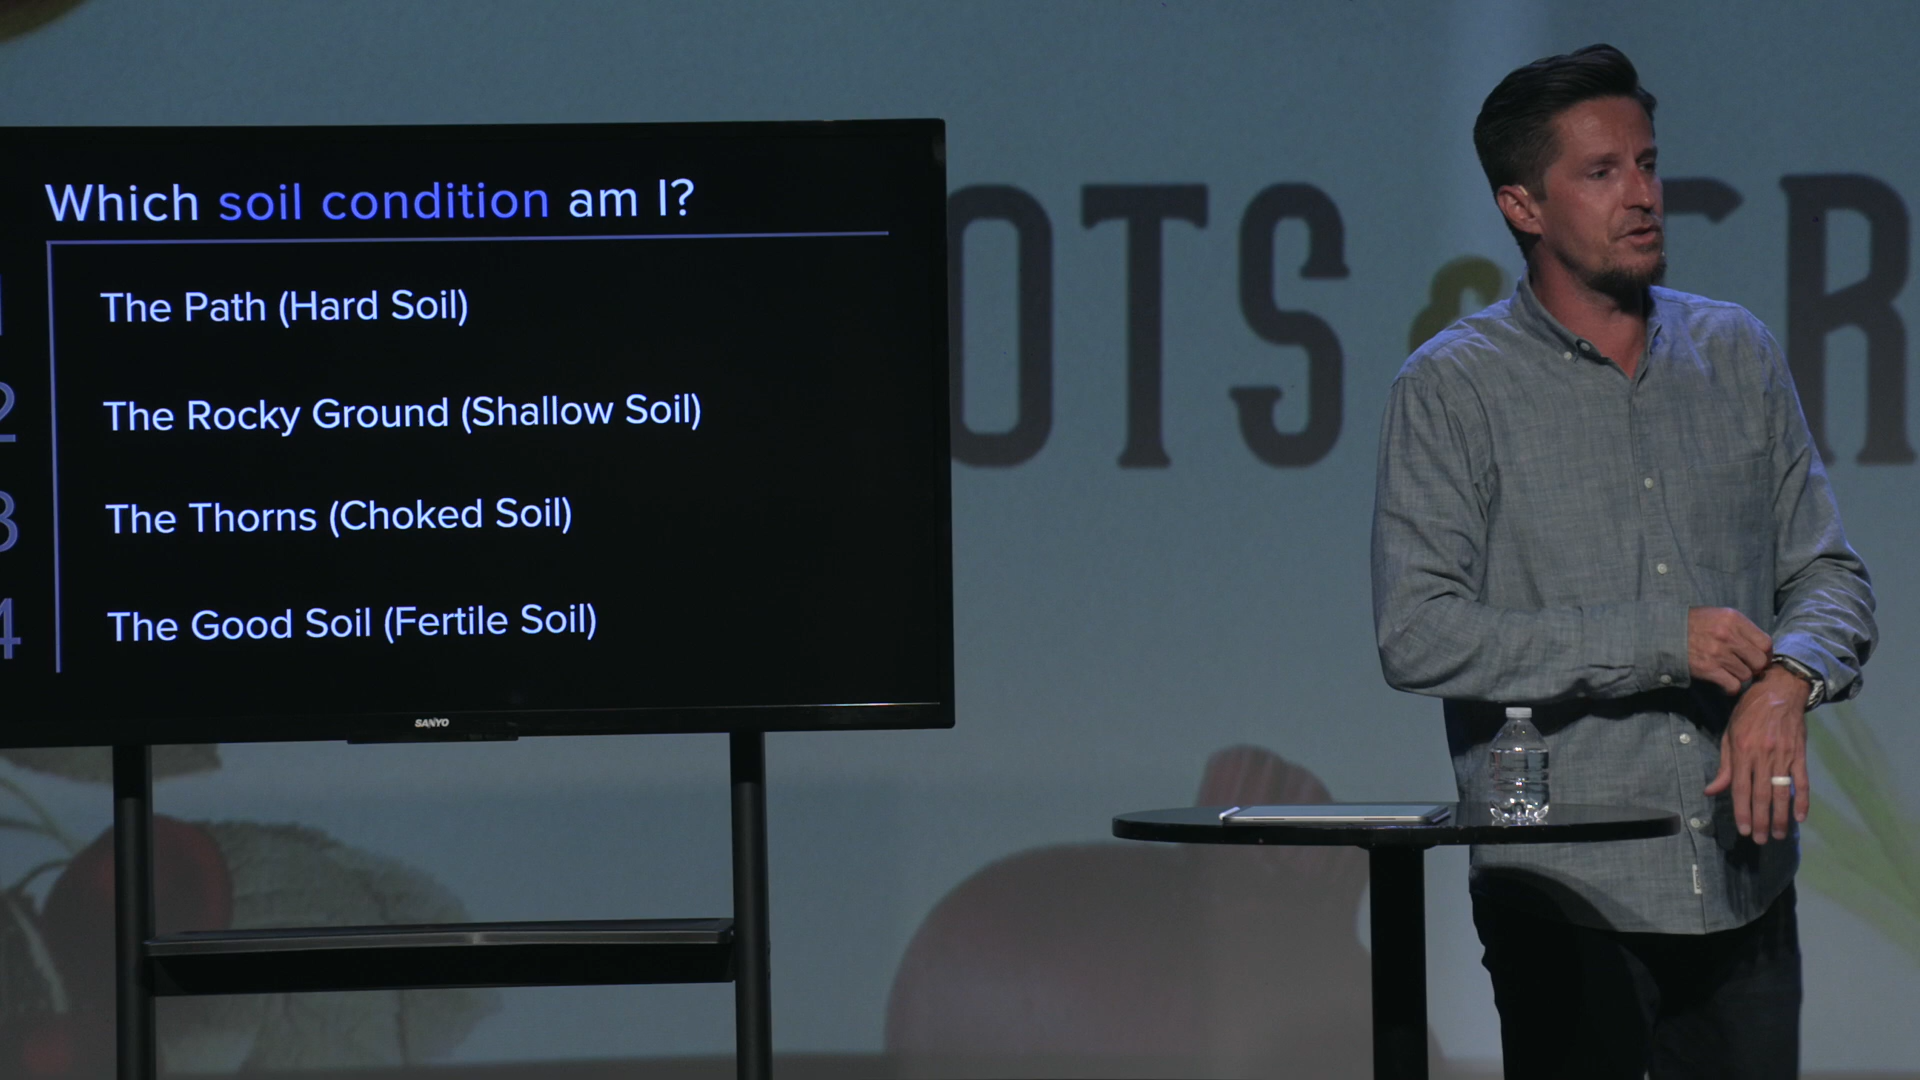 Which soil condition am I?
1 The Path (Hard Soil)
2 The Rocky Ground (Shallow Soil)
3 The Thorns (Choked Soil)
4 The Good Soil (Fertile Soil)
SANYO
OTS & FR